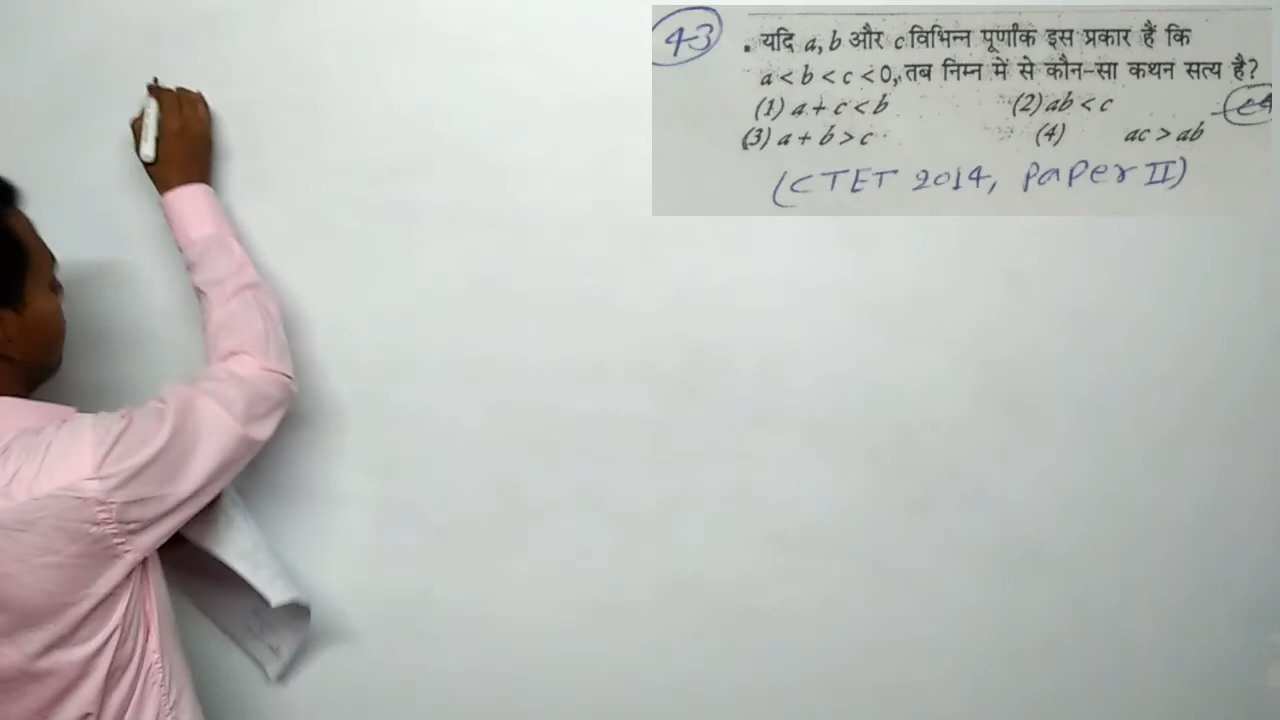 43
. यदि a, b और c विभिन्न पूर्णांक इस प्रकार हैं कि
a < b < c < 0, तब निम्न में से कौन-सा कथन सत्य है?
(1) a + c < b (2) ab < c
(3) a + b > c (4) ac > ab
(CTET 2014, Paper II)